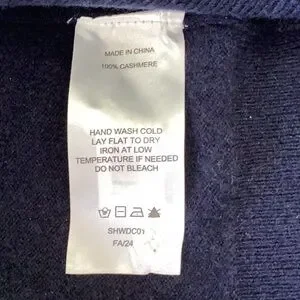 MADE IN CHINA
100% CASHMERE
HAND WASH COLD
LAY FLAT TO DRY
IRON AT LOW
TEMPERATURE IF NEEDED
DO NOT BLEACH
SHWDC01
FA/24